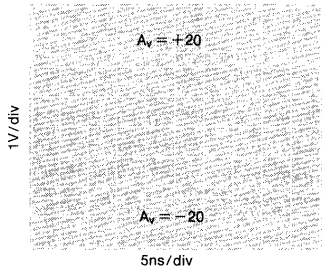 A_v = +20
1V/div
A_v = −20
5ns/div